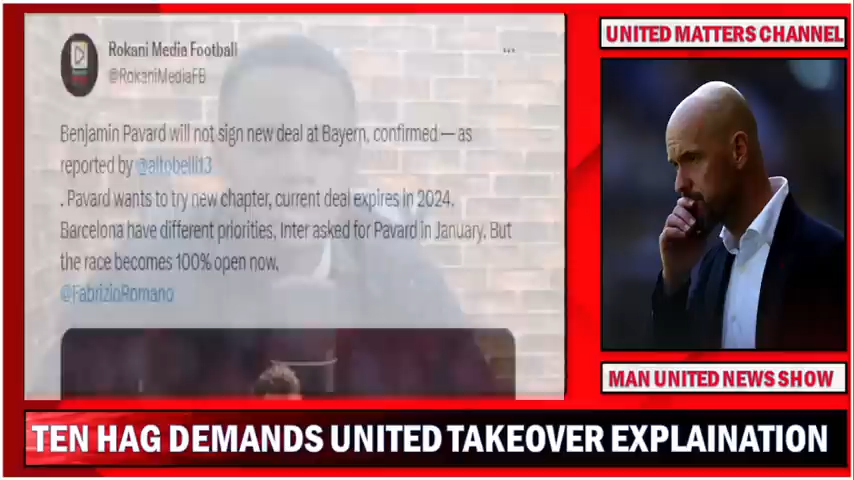 Rokani Media Football
@RokaniMediaFB
Benjamin Pavard will not sign new deal at Bayern, confirmed — as
reported by @altobelli13
. Pavard wants to try new chapter, current deal expires in 2024.
Barcelona have different priorities, Inter asked for Pavard in January. But
the race becomes 100% open now.
@FabrizioRomano
UNITED MATTERS CHANNEL
MAN UNITED NEWS SHOW
TEN HAG DEMANDS UNITED TAKEOVER EXPLAINATION